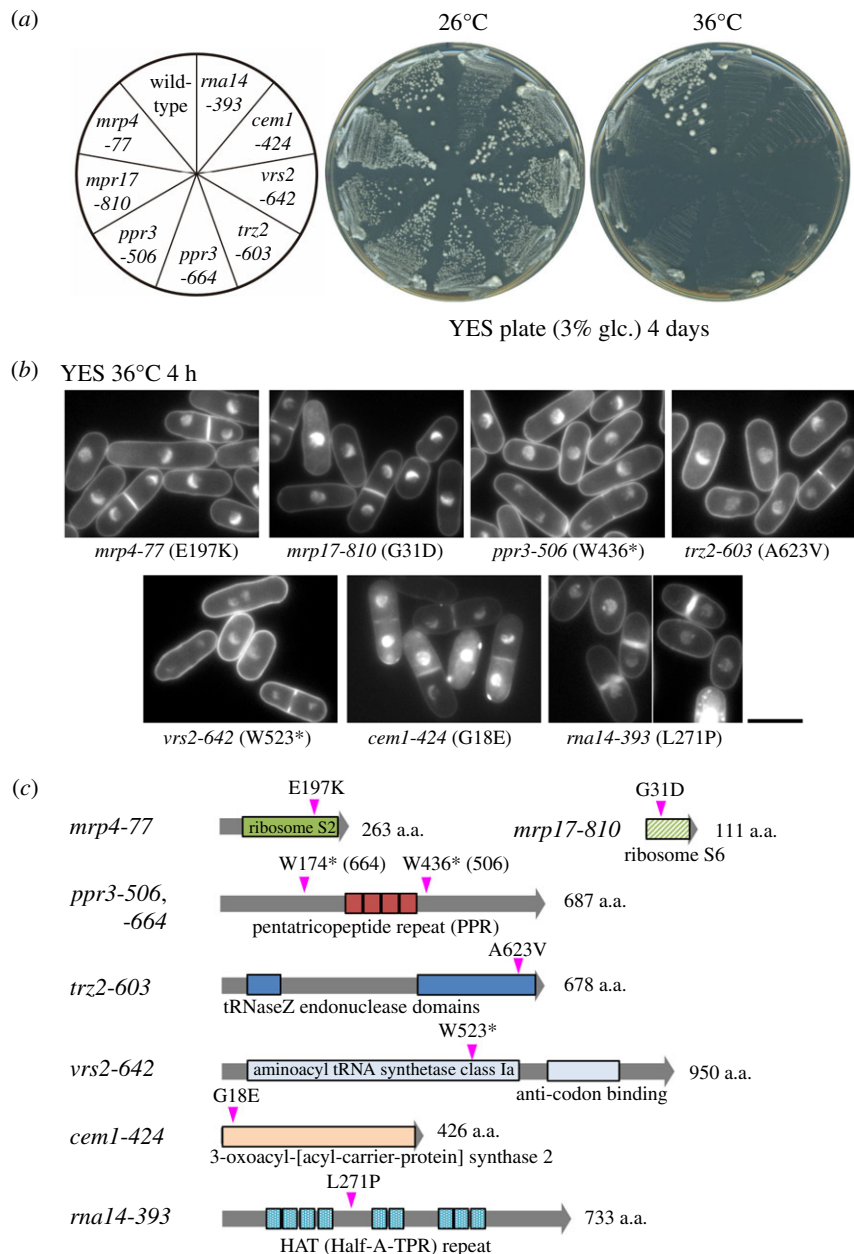 (a)
26°C
36°C
wild-
type
rna14
-393
cem1
-424
vrs2
-642
trz2
-603
ppr3
-664
ppr3
-506
mpr17
-810
mrp4
-77
YES plate (3% glc.) 4 days
(b) YES 36°C 4 h
mrp4-77 (E197K)
mrp17-810 (G31D)
ppr3-506 (W436*)
trz2-603 (A623V)
vrs2-642 (W523*)
cem1-424 (G18E)
rna14-393 (L271P)
(c)
E197K
mrp4-77
ribosome S2
263 a.a.
G31D
mrp17-810
111 a.a.
ribosome S6
W174* (664)
W436* (506)
ppr3-506,
-664
687 a.a.
pentatricopeptide repeat (PPR)
A623V
trz2-603
678 a.a.
tRNaseZ endonuclease domains
W523*
vrs2-642
aminoacyl tRNA synthetase class Ia
950 a.a.
anti-codon binding
G18E
cem1-424
426 a.a.
3-oxoacyl-[acyl-carrier-protein] synthase 2
L271P
rna14-393
733 a.a.
HAT (Half-A-TPR) repeat